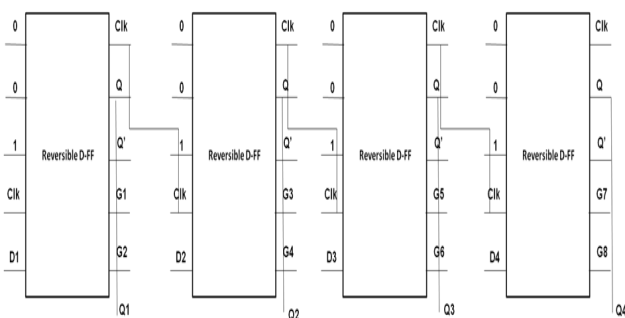 0 Clk 0 Clk 0 Clk 0 Clk
0 Q 0 Q 0 Q 0 Q
1 Reversible D-FF Q' 1 Reversible D-FF Q' 1 Reversible D-FF Q' 1 Reversible D-FF Q'
Clk G1 Clk G3 Clk G5 Clk G7
D1 G2 D2 G4 D3 G6 D4 G8
Q1 Q2 Q3 Q4